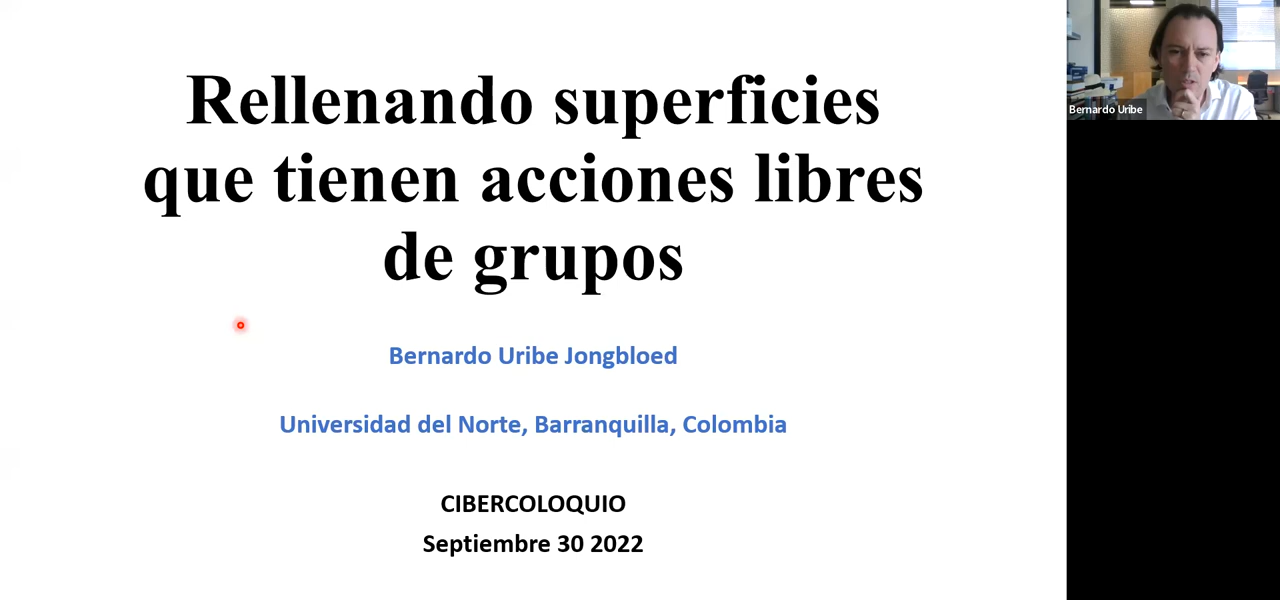 Rellenando superficies
que tienen acciones libres
de grupos
Bernardo Uribe Jongbloed
Universidad del Norte, Barranquilla, Colombia
CIBERCOLOQUIO
Septiembre 30 2022
Bernardo Uribe